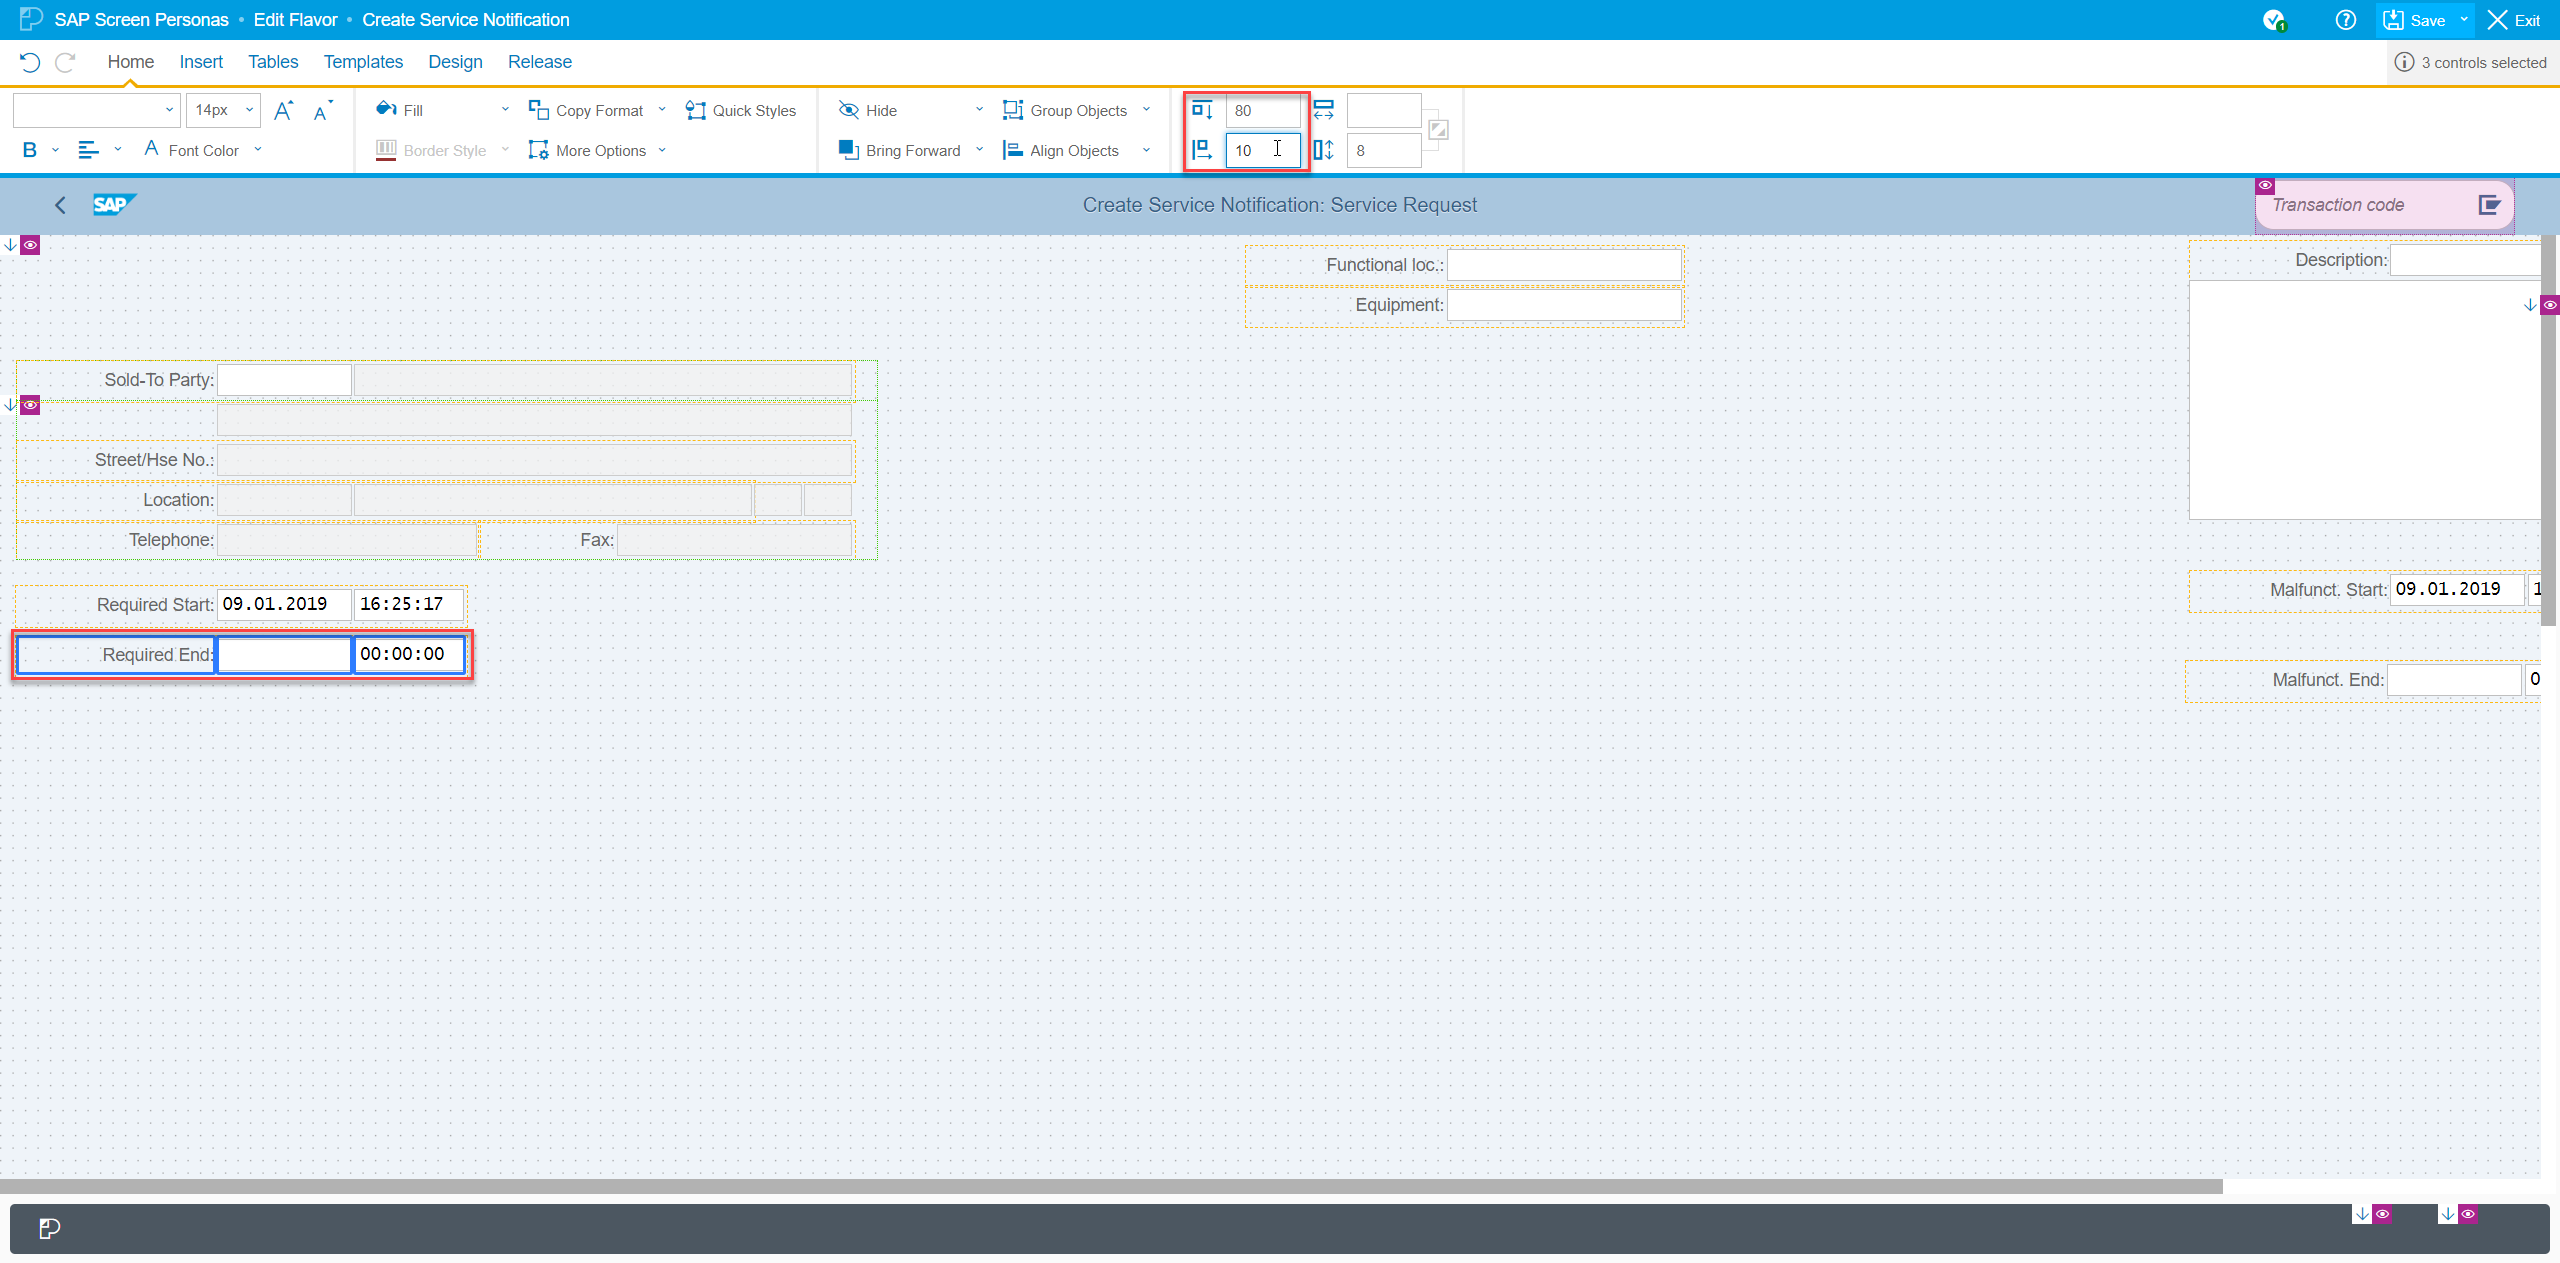 SAP Screen Personas • Edit Flavor • Create Service Notification
1
Save
Exit
Home Insert Tables Templates Design Release
3 controls selected
14px
Fill
Copy Format
Quick Styles
Hide
Group Objects
80
B
Font Color
Border Style
More Options
Bring Forward
Align Objects
10
8
SAP
Create Service Notification: Service Request
Transaction code
Functional loc.:
Description:
Equipment:
Sold-To Party:
Street/Hse No.:
Location:
Telephone:
Fax:
Required Start: 09.01.2019 16:25:17
Malfunct. Start: 09.01.2019 1
Required End: 00:00:00
Malfunct. End: 0